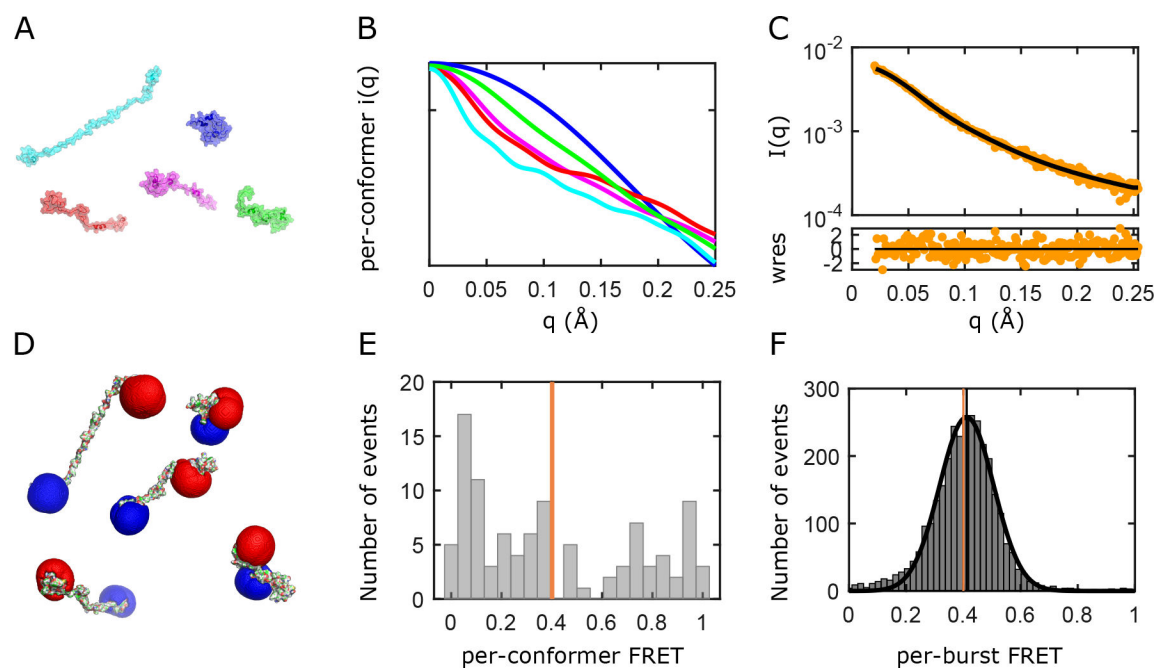 A
B
C
per-conformer i(q)
0
0.05
0.1
0.15
0.2
0.25
q (Å)
10-2
10-3
10-4
I(q)
2
0
-2
wres
0
0.05
0.1
0.15
0.2
0.25
q (Å)
D
E
F
20
15
10
5
0
Number of events
0
0.2
0.4
0.6
0.8
1
per-conformer FRET
300
200
100
0
Number of events
0
0.2
0.4
0.6
0.8
1
per-burst FRET